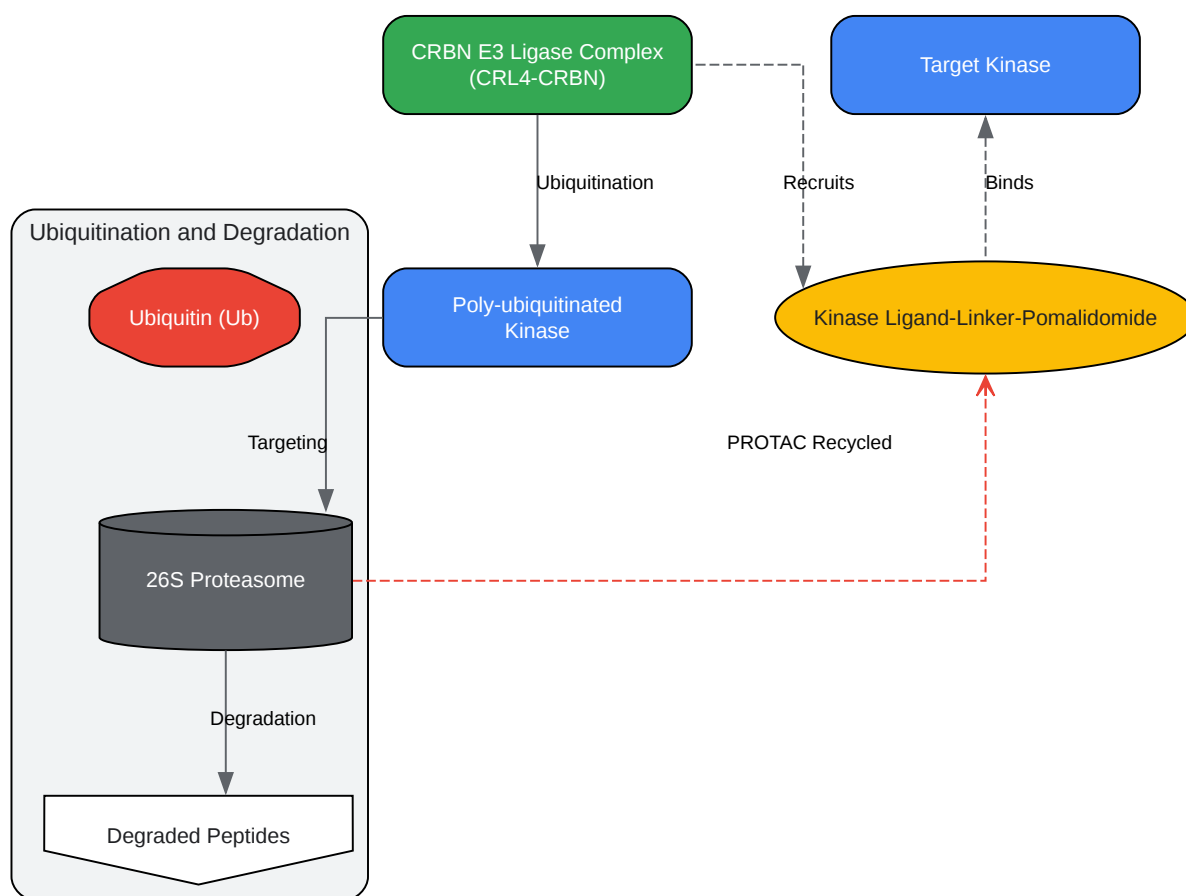 CRBN E3 Ligase Complex
(CRL4-CRBN)
Target Kinase
Ubiquitination
Recruits
Binds
Ubiquitination and Degradation
Ubiquitin (Ub)
Poly-ubiquitinated
Kinase
Kinase Ligand-Linker-Pomalidomide
Targeting
PROTAC Recycled
26S Proteasome
Degradation
Degraded Peptides